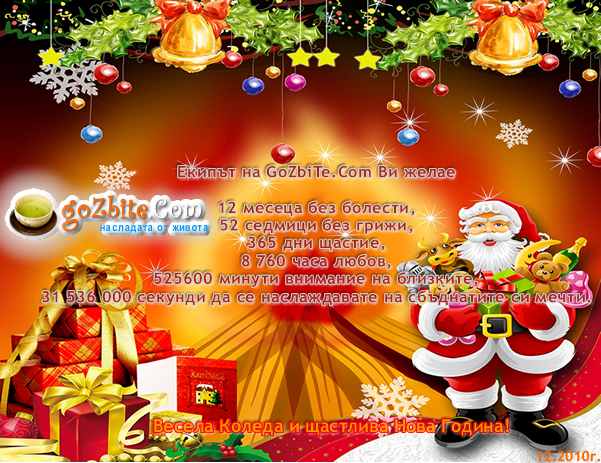 Екипът на GoZbiTe.Com Ви желае
goZbite.Com
насладата от живота
12 месеца без болести,
52 седмици без грижи,
365 дни щастие,
8 760 часа любов,
525600 минути внимание на близките,
31 536 000 секунди да се наслаждавате на сбъднатите си мечти.
Весела Коледа и щастлива Нова Година!
12.2010г.